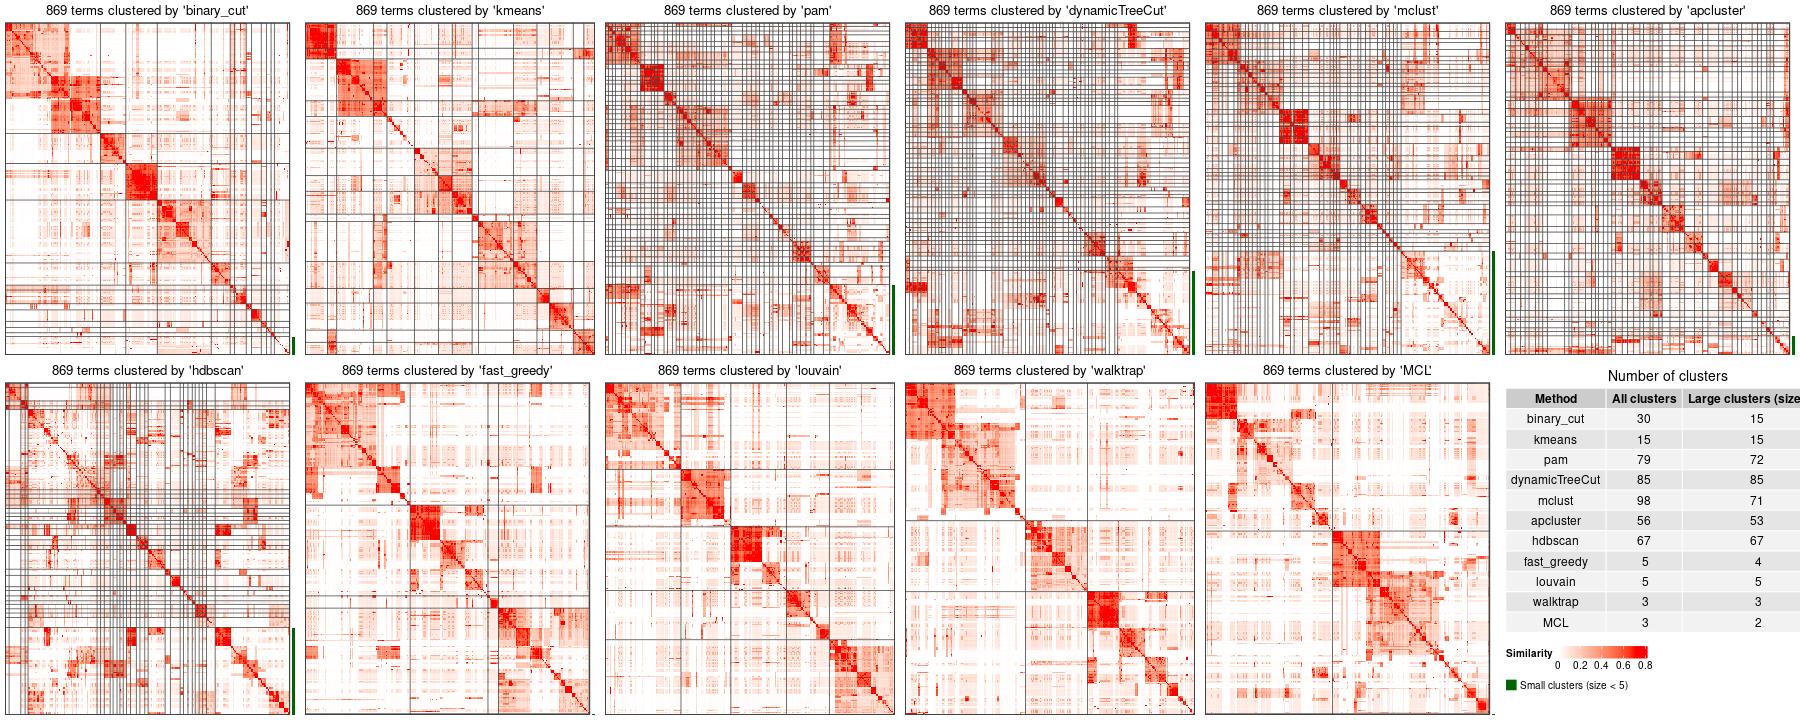 869 terms clustered by 'binary_cut'
869 terms clustered by 'kmeans'
869 terms clustered by 'pam'
869 terms clustered by 'dynamicTreeCut'
869 terms clustered by 'mclust'
869 terms clustered by 'apcluster'
869 terms clustered by 'hdbscan'
869 terms clustered by 'fast_greedy'
869 terms clustered by 'louvain'
869 terms clustered by 'walktrap'
869 terms clustered by 'MCL'
Number of clusters
Method All clusters Large clusters (size
binary_cut 30 15
kmeans 15 15
pam 79 72
dynamicTreeCut 85 85
mclust 98 71
apcluster 56 53
hdbscan 67 67
fast_greedy 5 4
louvain 5 5
walktrap 3 3
MCL 3 2
Similarity
0 0.2 0.4 0.6 0.8
Small clusters (size < 5)